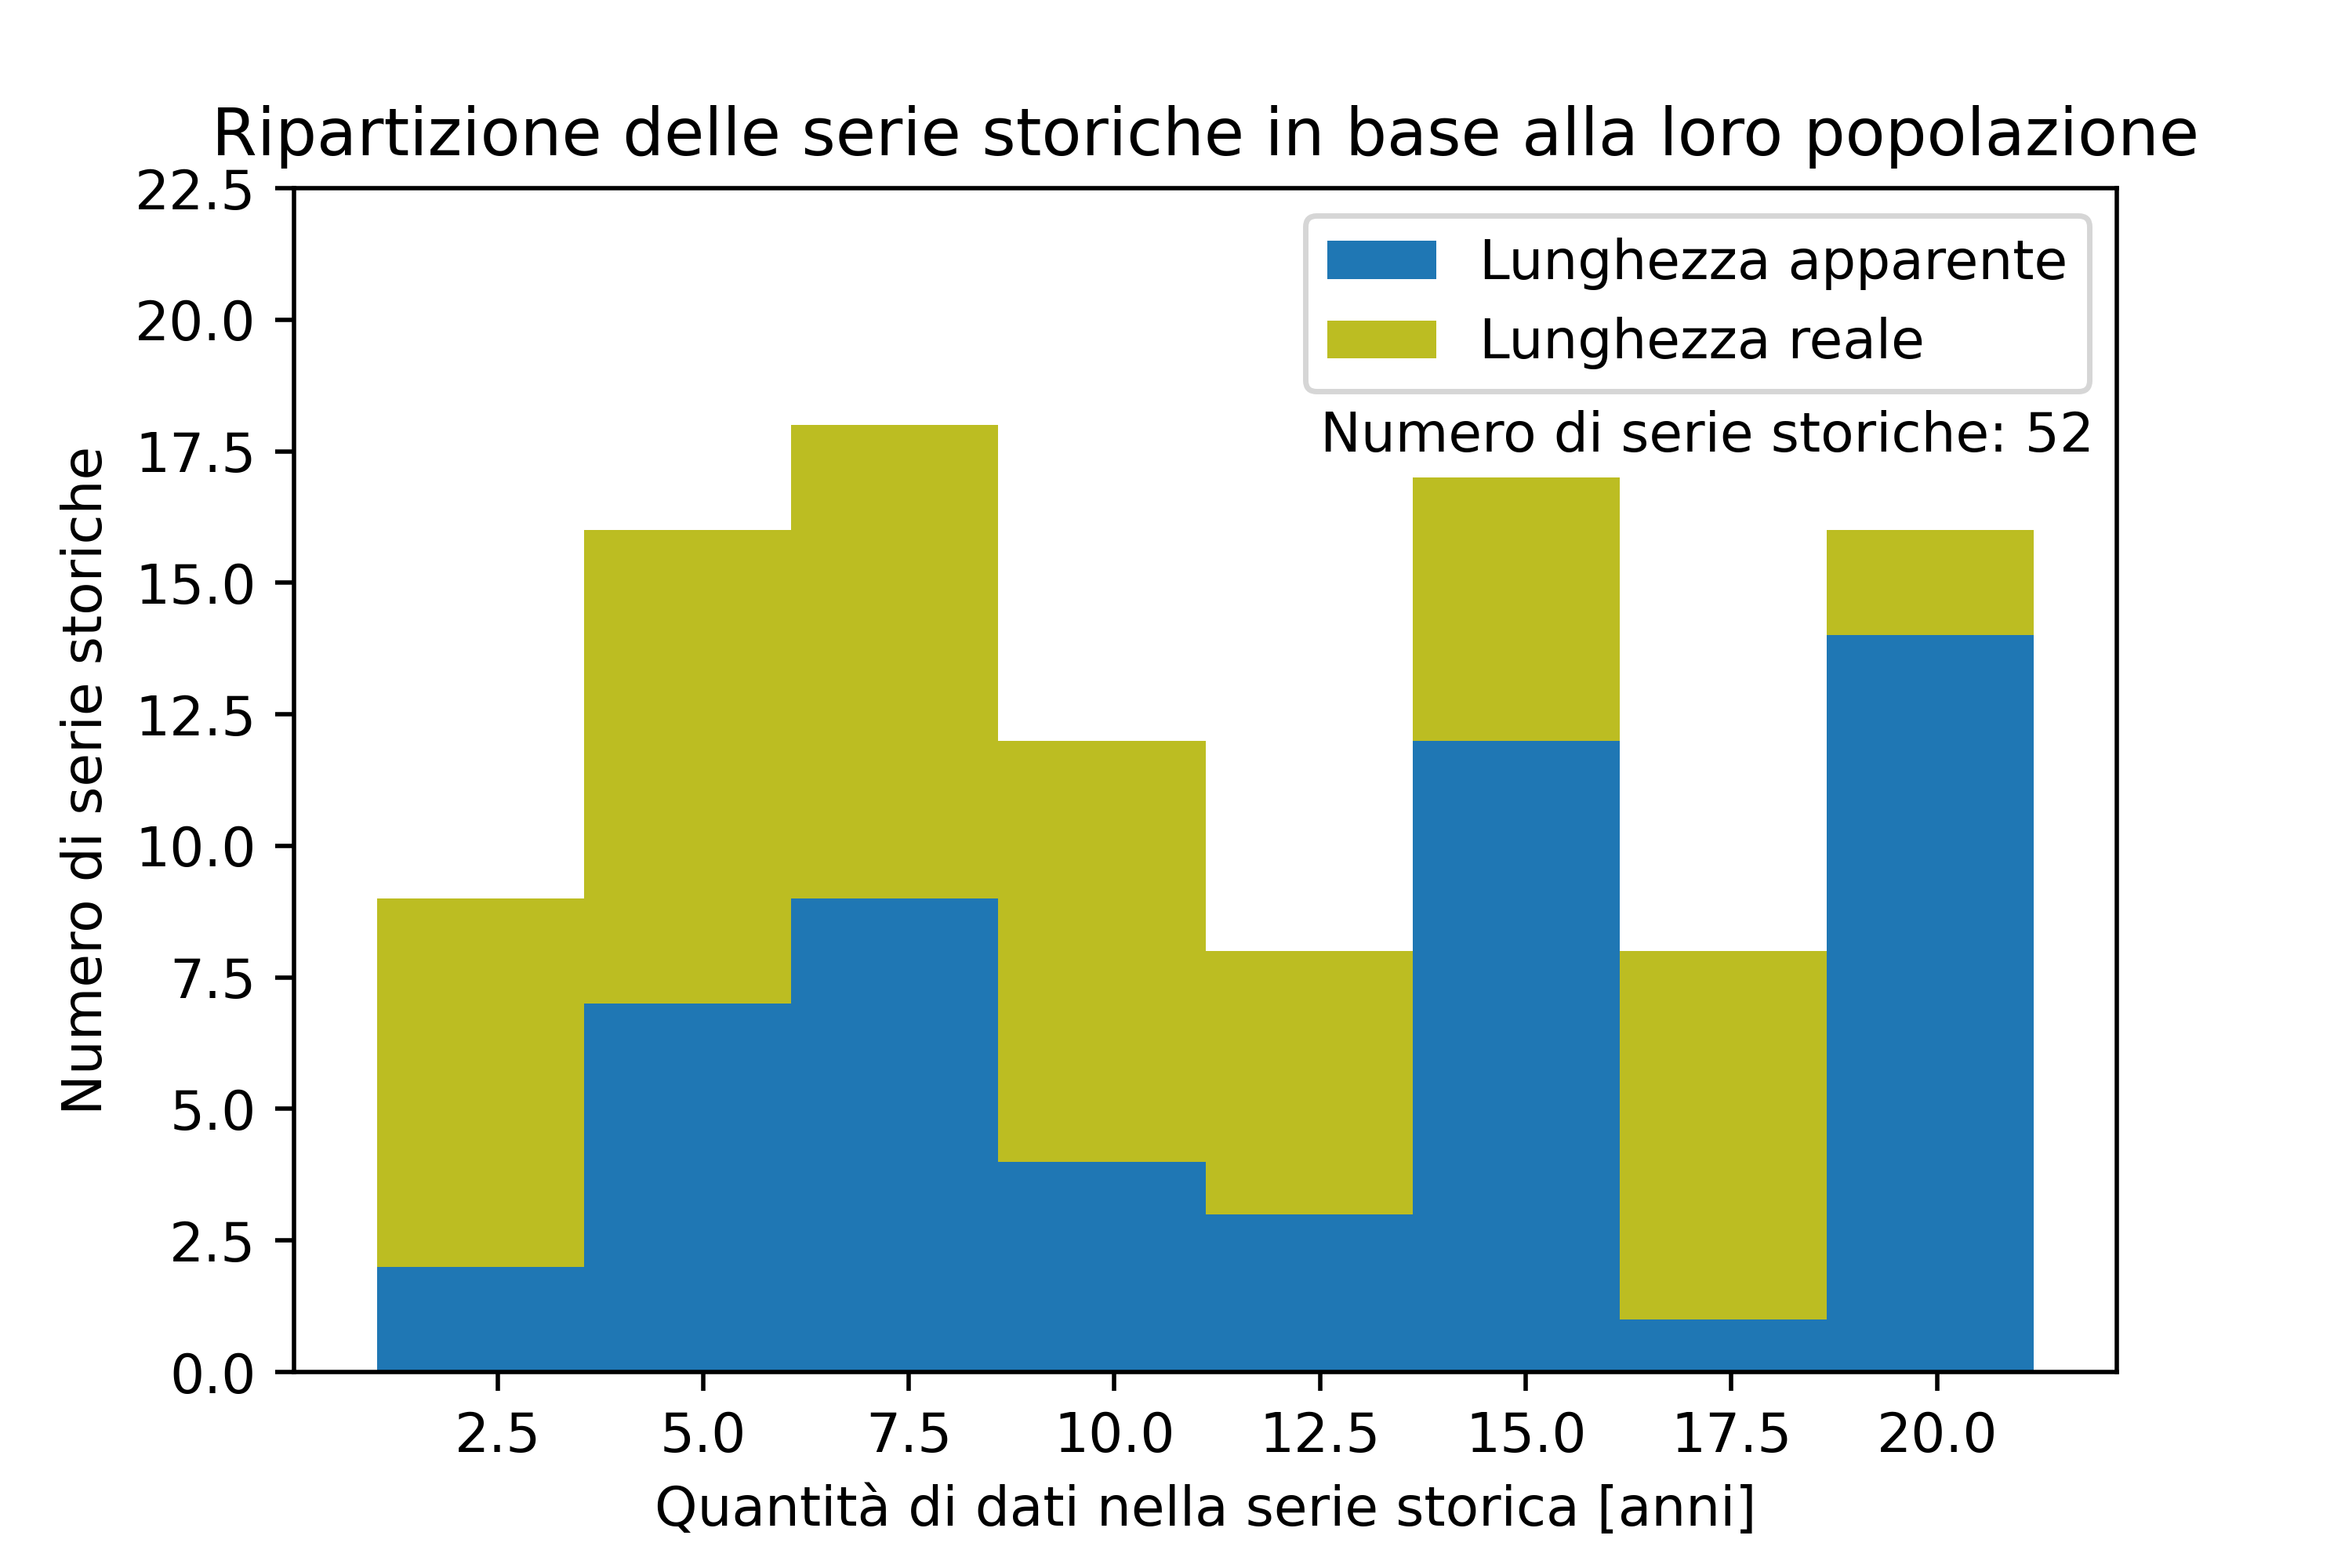 Ripartizione delle serie storiche in base alla loro popolazione
22.5
20.0
17.5
15.0
12.5
10.0
7.5
5.0
2.5
0.0
Numero di serie storiche
Lunghezza apparente
Lunghezza reale
Numero di serie storiche: 52
2.5 5.0 7.5 10.0 12.5 15.0 17.5 20.0
Quantità di dati nella serie storica [anni]